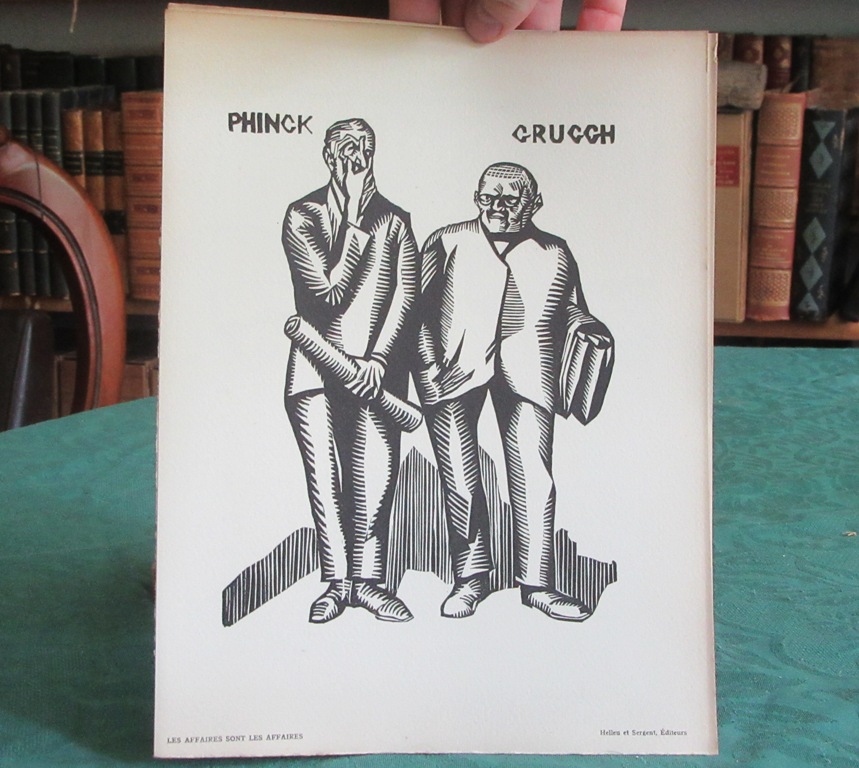 PHINCK
GRUGGH
LES AFFAIRES SONT LES AFFAIRES
Helleu et Sergent, Éditeurs